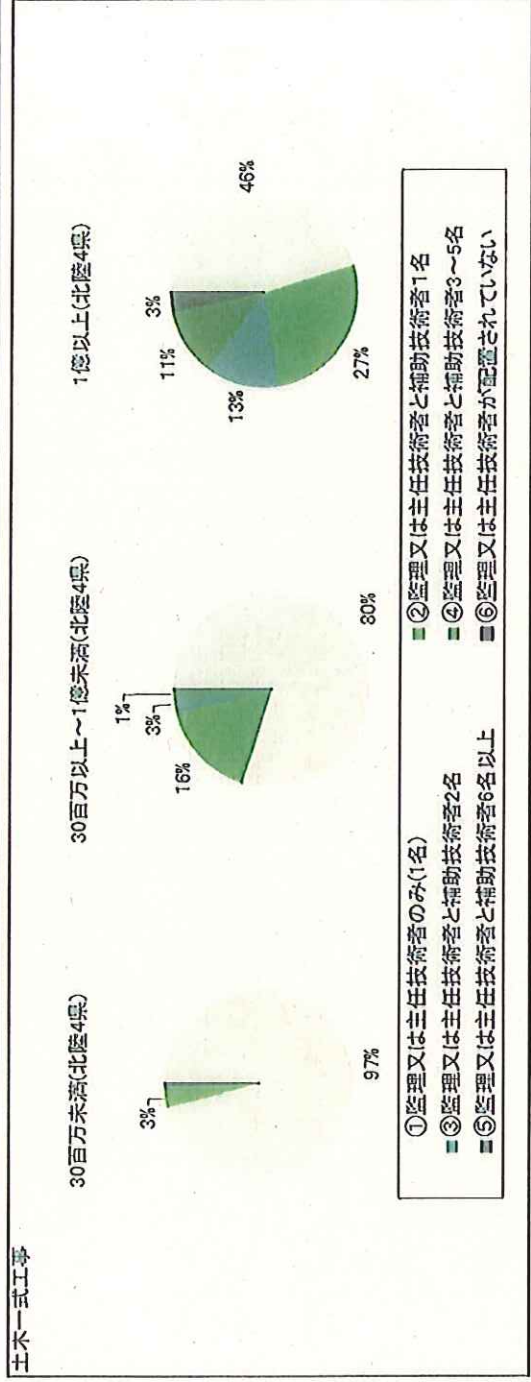 土木一式工事
30百万未満(北陸4県)
3%
97%
30百万以上～1億未満(北陸4県)
1%
3%
16%
80%
1億以上(北陸4県)
3%
11%
13%
27%
46%
①監理又は主任技術者のみ(1名)
②監理又は主任技術者と補助技術者1名
③監理又は主任技術者と補助技術者2名
④監理又は主任技術者と補助技術者3～5名
⑤監理又は主任技術者と補助技術者6名以上
⑥監理又は主任技術者が配置されていない